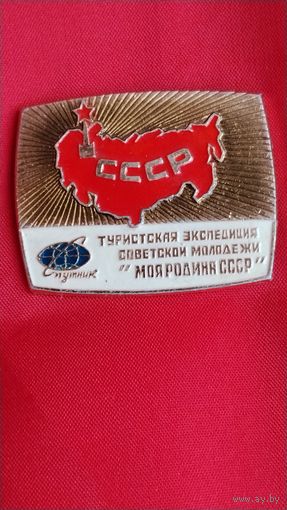 СССР
ТУРИСТСКАЯ ЭКСПЕДИЦИЯ
СОВЕТСКОЙ МОЛОДЕЖИ
"МОЯ РОДИНА СССР"
Спутник
www.ay.by